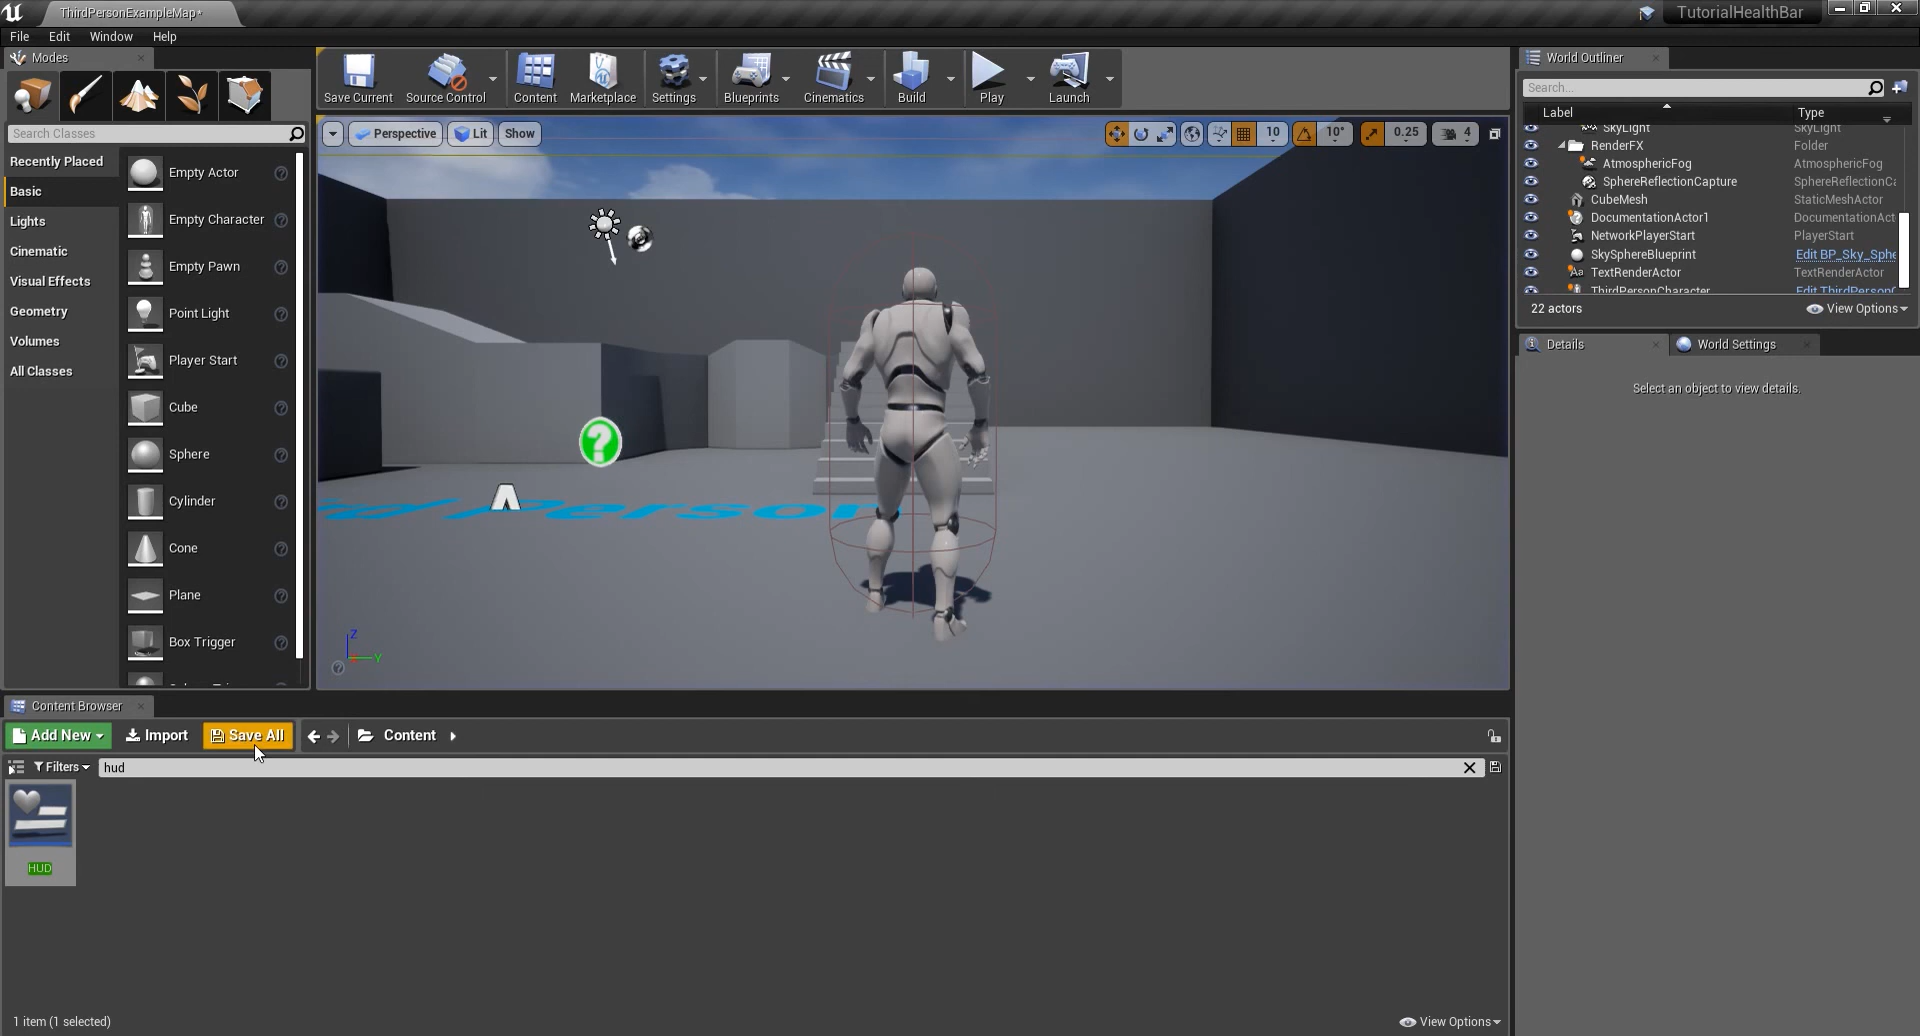 ThirdPersonExampleMap*
TutorialHealthBar
File Edit Window Help
Modes
Search Classes
Recently Placed
Basic
Lights
Cinematic
Visual Effects
Geometry
Volumes
All Classes
Empty Actor
Empty Character
Empty Pawn
Point Light
Player Start
Cube
Sphere
Cylinder
Cone
Plane
Box Trigger
Save Current
Source Control
Content
Marketplace
Settings
Blueprints
Cinematics
Build
Play
Launch
Perspective
Lit
Show
10
10°
0.25
4
Person
Z
Y
World Outliner
Search...
Label Type
SkyLight SkyLight
RenderFX Folder
AtmosphericFog AtmosphericFog
SphereReflectionCapture SphereReflectionCa
CubeMesh StaticMeshActor
DocumentationActor1 DocumentationAct
NetworkPlayerStart PlayerStart
SkySphereBlueprint Edit BP_Sky_Sphe
TextRenderActor TextRenderActor
ThirdPersonCharacter Edit ThirdPersonC
22 actors
View Options
Details
World Settings
Select an object to view details.
Content Browser
Add New
Import
Save All
Content
Filters
hud
HUD
1 item (1 selected)
View Options